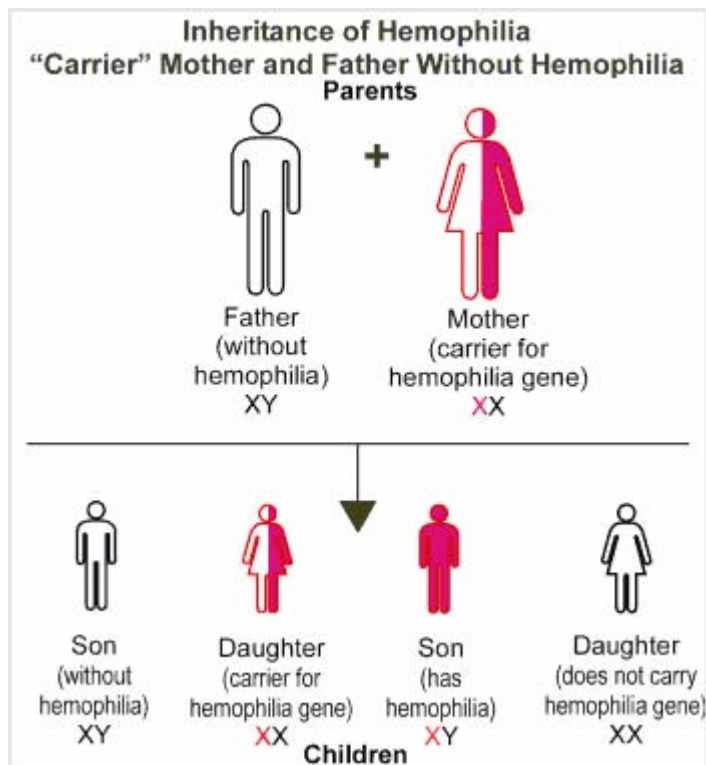 Inheritance of Hemophilia
“Carrier” Mother and Father Without Hemophilia
Parents
+
Father
(without
hemophilia)
XY
Mother
(carrier for
hemophilia gene)
XX
Son
(without
hemophilia)
XY
Daughter
(carrier for
hemophilia gene)
XX
Son
(has
hemophilia)
XY
Daughter
(does not carry
hemophilia gene)
XX
Children